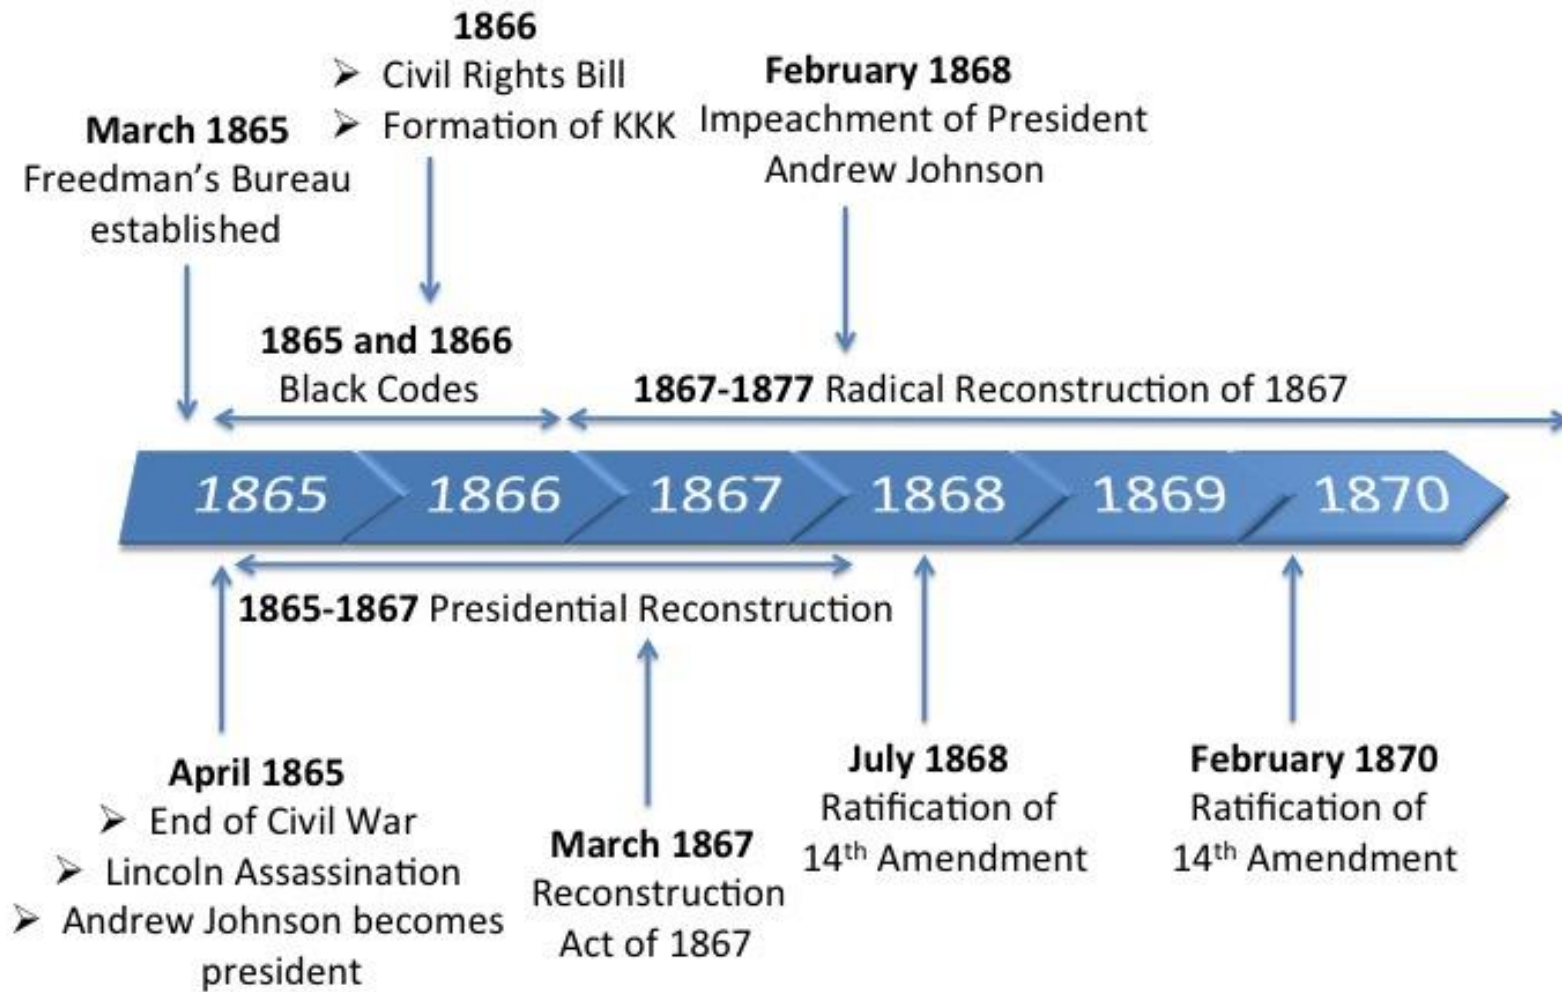 1866
➢ Civil Rights Bill
➢ Formation of KKK
February 1868
Impeachment of President
Andrew Johnson
March 1865
Freedman’s Bureau
established
1865 and 1866
Black Codes
1867-1877 Radical Reconstruction of 1867
1865 1866 1867 1868 1869 1870
1865-1867 Presidential Reconstruction
April 1865
➢ End of Civil War
➢ Lincoln Assassination
➢ Andrew Johnson becomes
president
March 1867
Reconstruction
Act of 1867
July 1868
Ratification of
14th Amendment
February 1870
Ratification of
14th Amendment